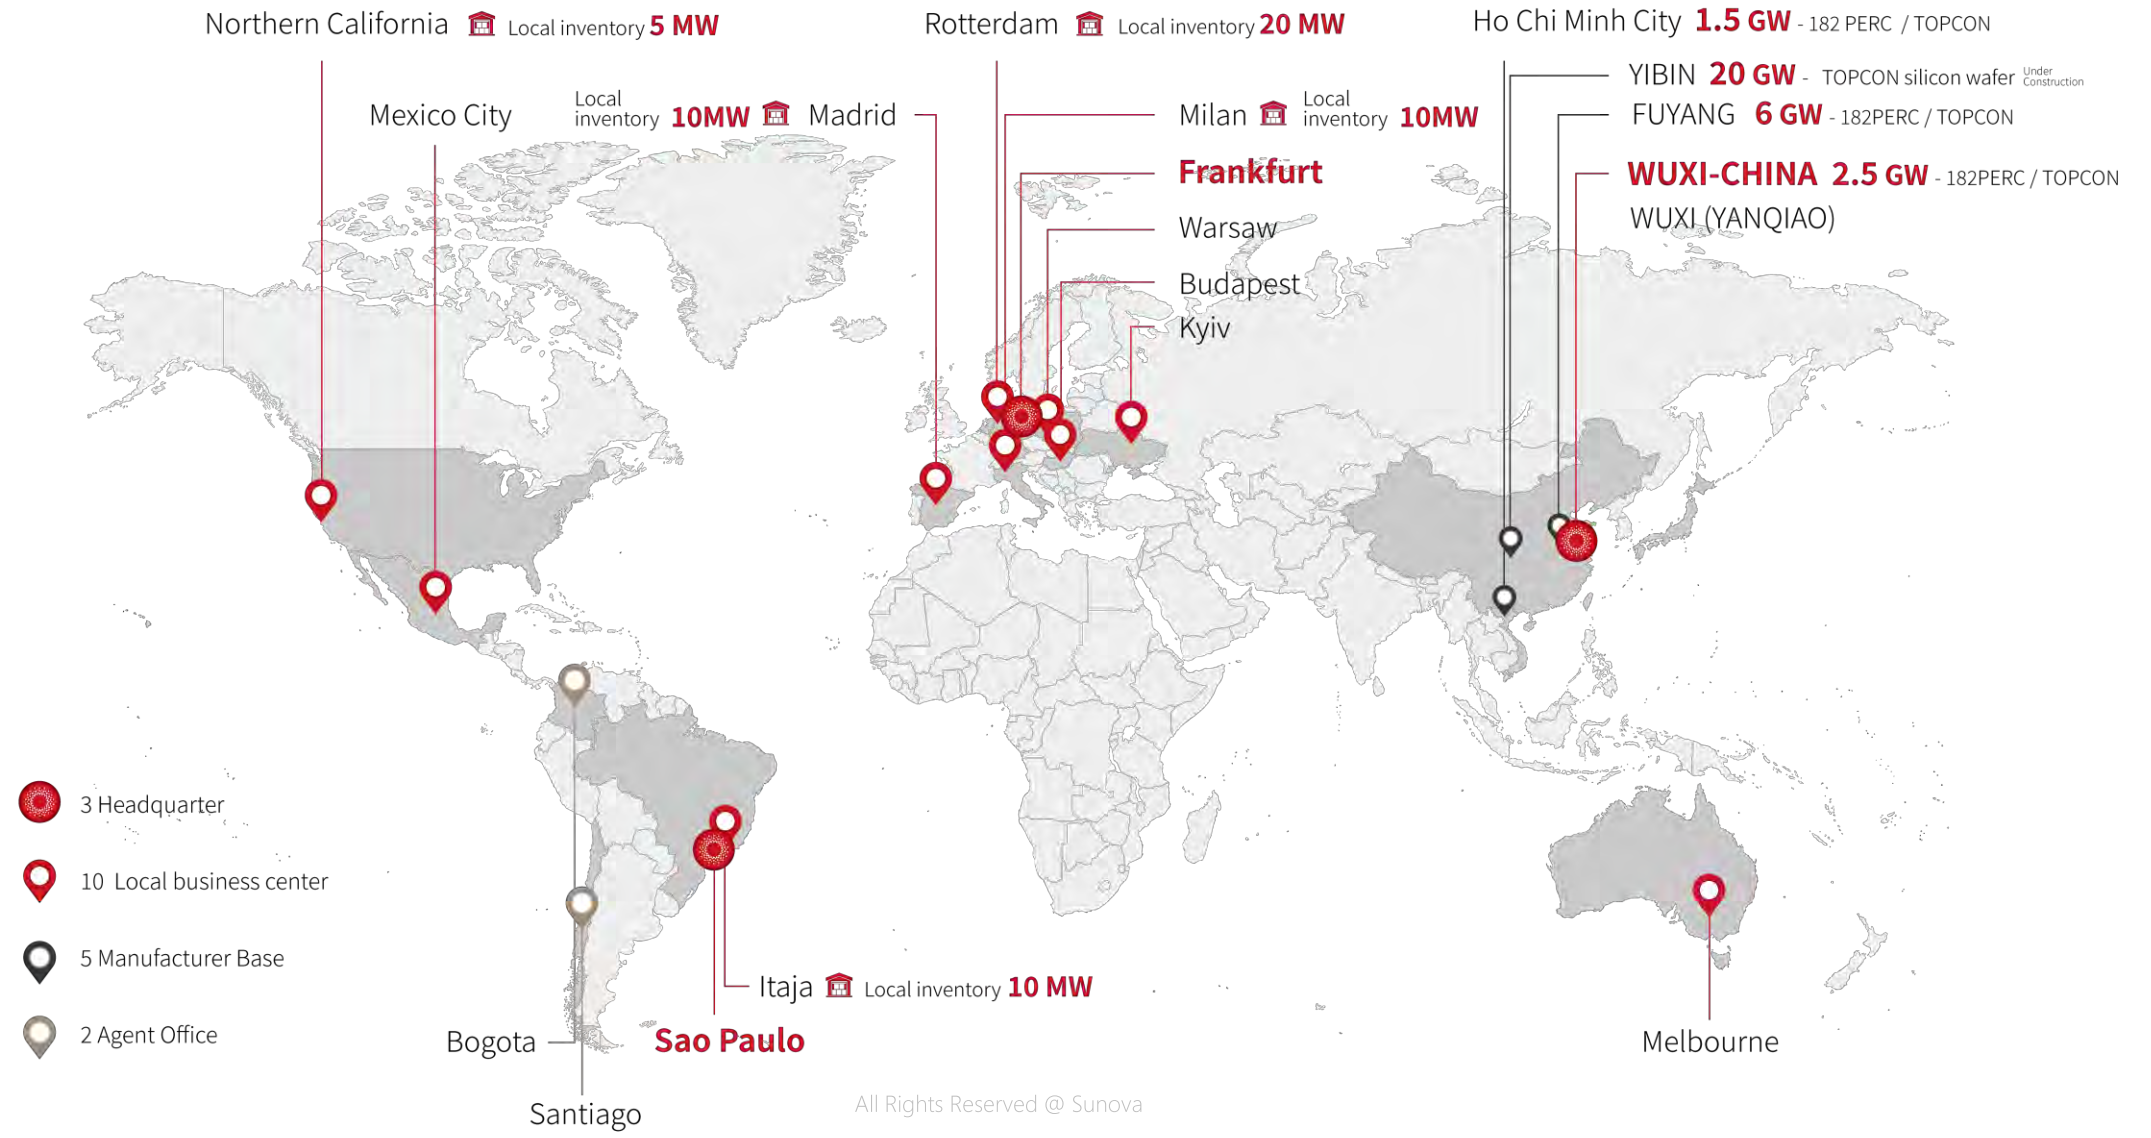 Northern California Local inventory 5 MW
Rotterdam Local inventory 20 MW
Ho Chi Minh City 1.5 GW - 182 PERC / TOPCON
YIBIN 20 GW - TOPCON silicon wafer Under Construction
Mexico City
Local inventory 10MW Madrid
Milan Local inventory 10MW
FUYANG 6 GW - 182PERC / TOPCON
Frankfurt
WUXI-CHINA 2.5 GW - 182PERC / TOPCON
WUXI (YANQIAO)
Warsaw
Budapest
Kyiv
3 Headquarter
10 Local business center
5 Manufacturer Base
2 Agent Office
Itaja Local inventory 10 MW
Bogota
Sao Paulo
Melbourne
Santiago
All Rights Reserved @ Sunova